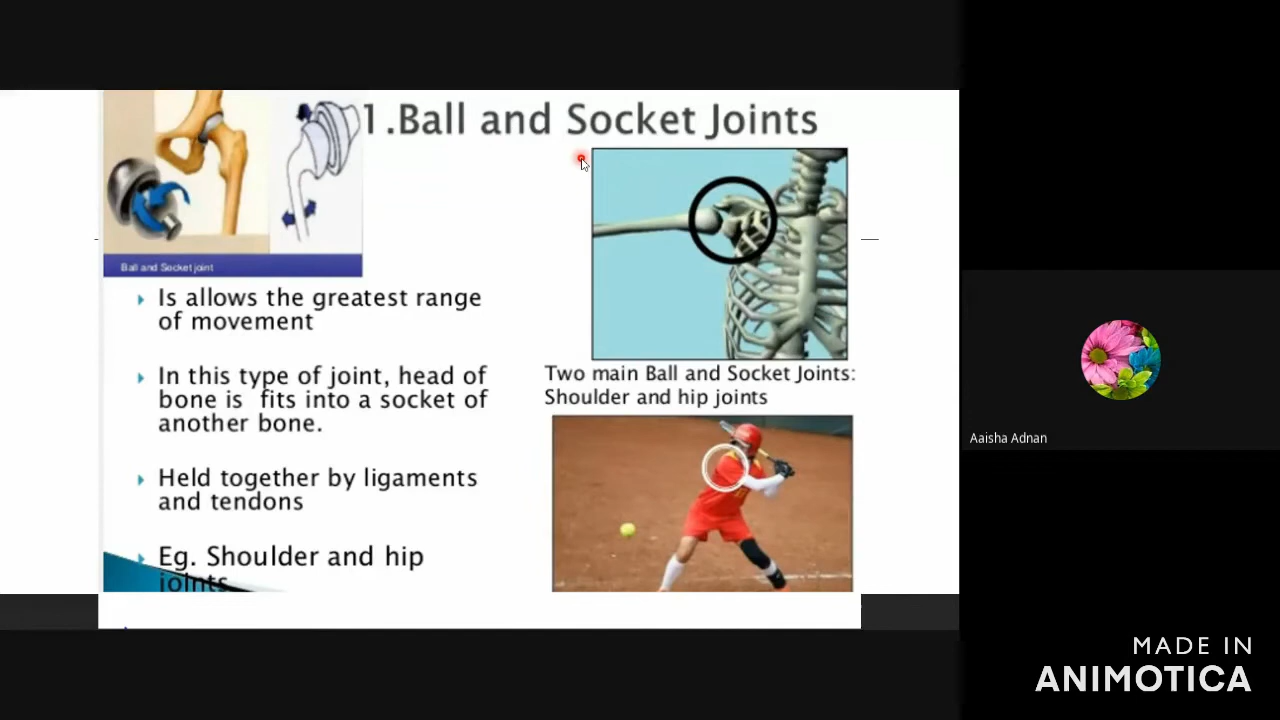 1.Ball and Socket Joints
Ball and Socket joint
Is allows the greatest range
of movement
In this type of joint, head of
bone is fits into a socket of
another bone.
Held together by ligaments
and tendons
Eg. Shoulder and hip
joints
Two main Ball and Socket Joints:
Shoulder and hip joints
Aaisha Adnan
MADE IN
ANIMOTICA